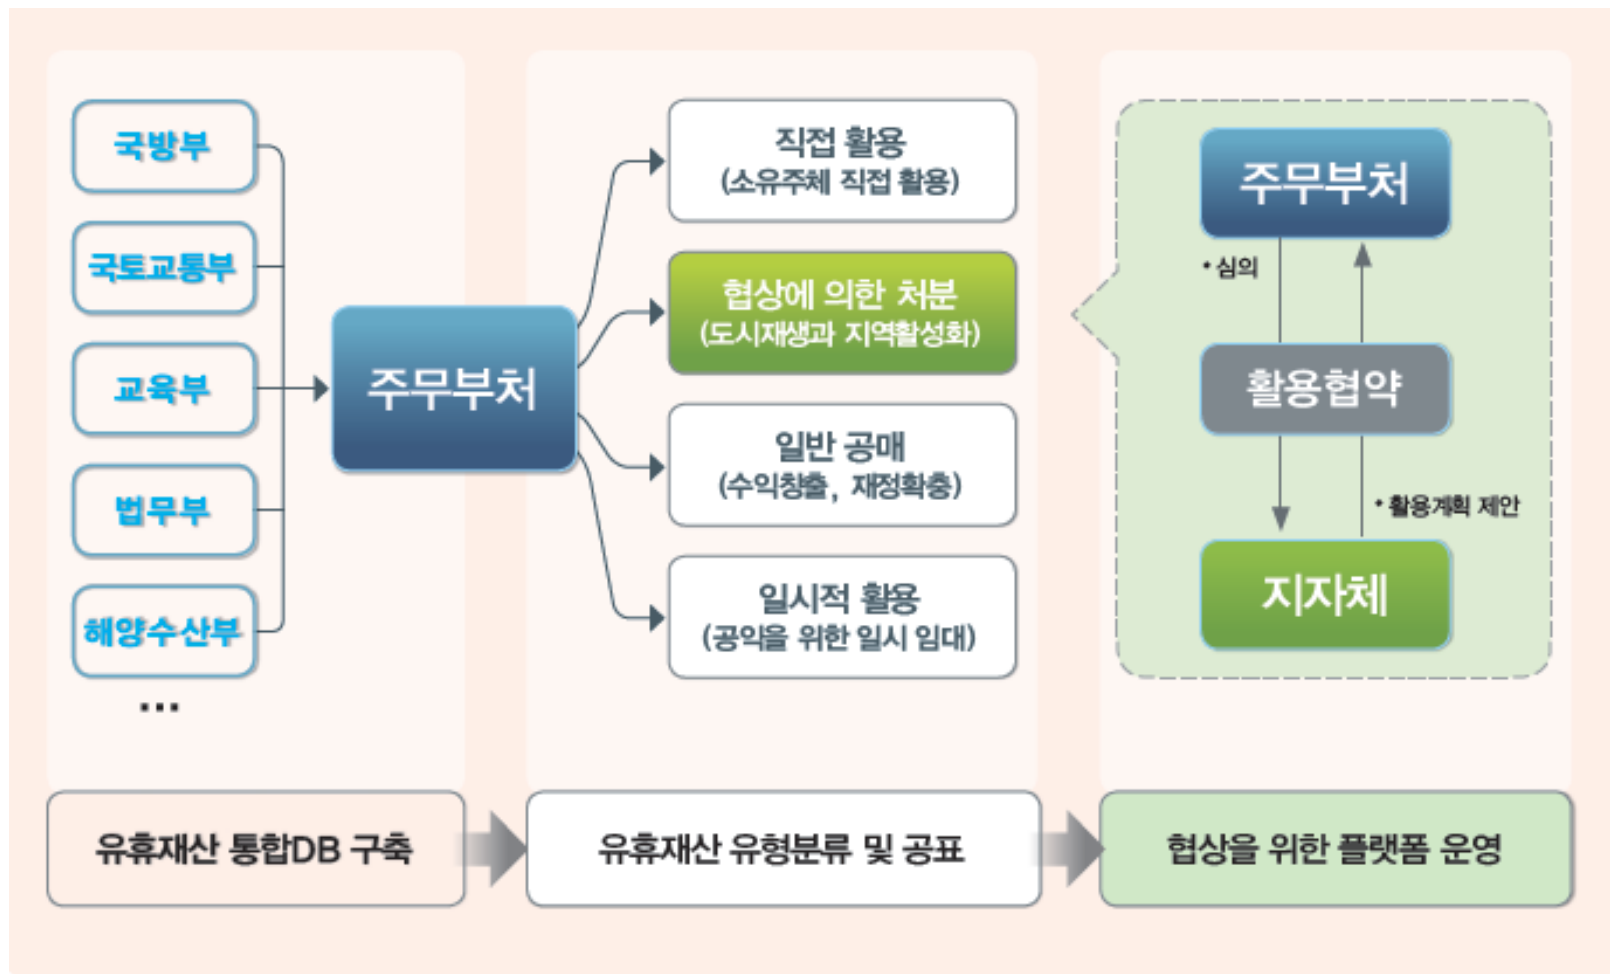 국방부
국토교통부
교육부
법무부
해양수산부
...
주무부처
직접 활용
(소유주체 직접 활용)
협상에 의한 처분
(도시재생과 지역활성화)
일반 공매
(수익창출, 재정확충)
일시적 활용
(공익을 위한 일시 임대)
주무부처
• 심의
활용협약
• 활용계획 제안
지자체
유휴재산 통합DB 구축
유휴재산 유형분류 및 공표
협상을 위한 플랫폼 운영